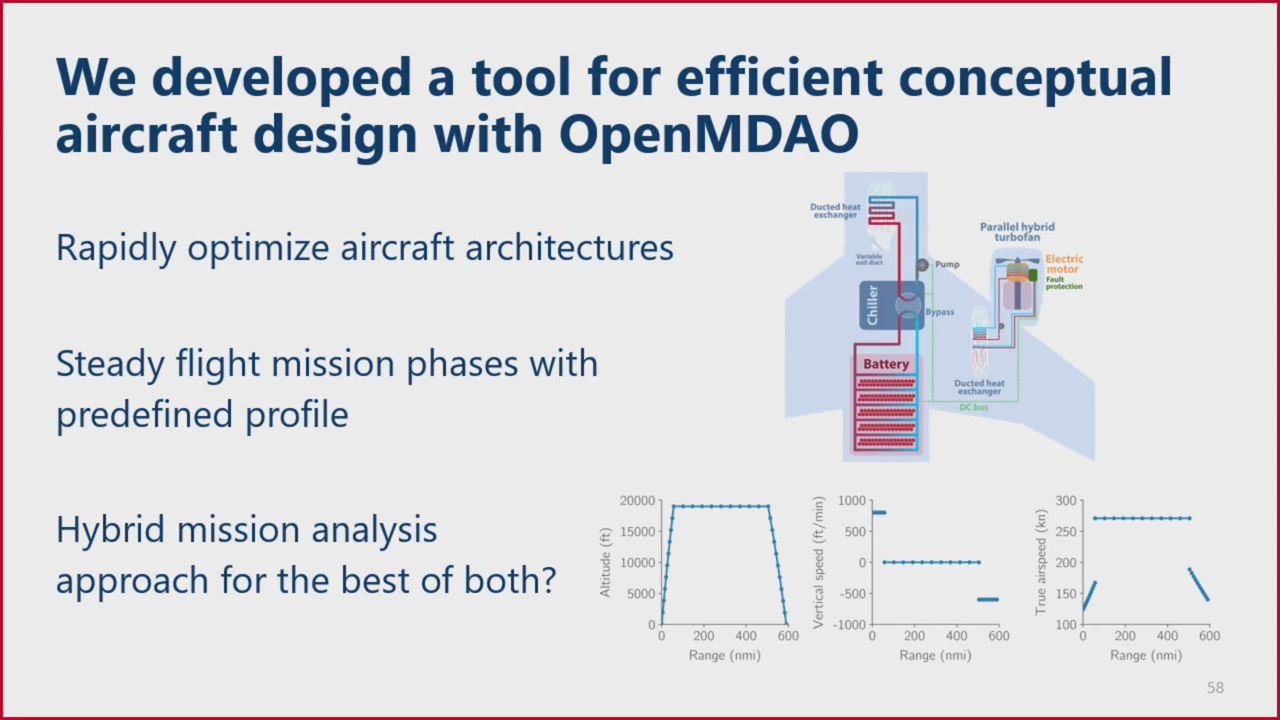 We developed a tool for efficient conceptual
aircraft design with OpenMDAO
Rapidly optimize aircraft architectures
Steady flight mission phases with
predefined profile
Hybrid mission analysis
approach for the best of both?
Ducted heat
exchanger
Variable
exit duct
Pump
Chiller
Bypass
Battery
Parallel hybrid
turbofan
Electric
motor
Fault
protection
Ducted heat
exchanger
DC bus
Altitude (ft)
20000
15000
10000
5000
0
0 200 400 600
Range (nmi)
Vertical speed (ft/min)
1000
500
0
-500
-1000
0 200 400 600
Range (nmi)
True airspeed (kn)
300
250
200
150
100
0 200 400 600
Range (nmi)
58